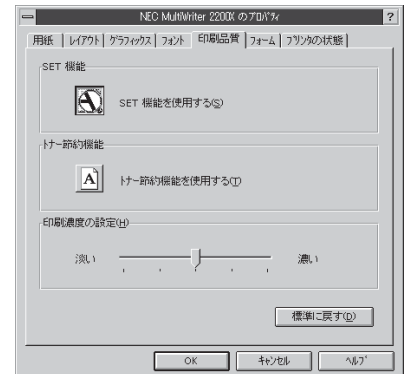 NEC MultiWriter 2200X のプロパティ
?
用紙 レイアウト グラフィックス フォント 印刷品質 フォーム プリンタの状態
SET 機能
SET 機能を使用する(S)
トナー節約機能
A トナー節約機能を使用する(T)
印刷濃度の設定(H)
淡い 濃い
標準に戻す(D)
OK キャンセル ヘルプ